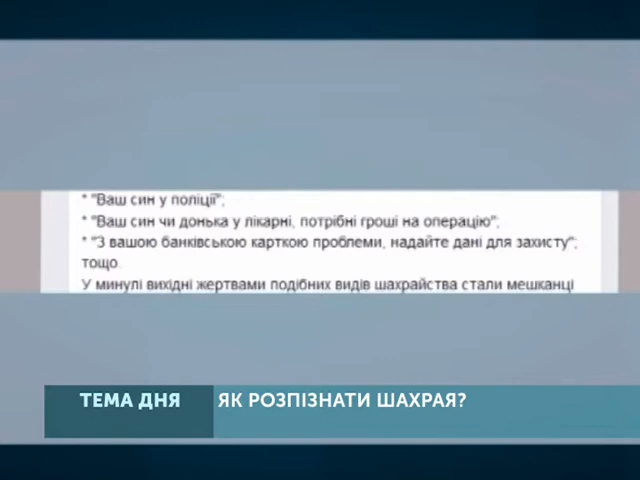 * "Ваш син у поліції";
* "Ваш син чи донька у лікарні, потрібні гроші на операцію";
* "З вашою банківською карткою проблеми, надайте дані для захисту";
тощо.
У минулі вихідні жертвами подібних видів шахрайства стали мешканці
ТЕМА ДНЯ ЯК РОЗПІЗНАТИ ШАХРАЯ?